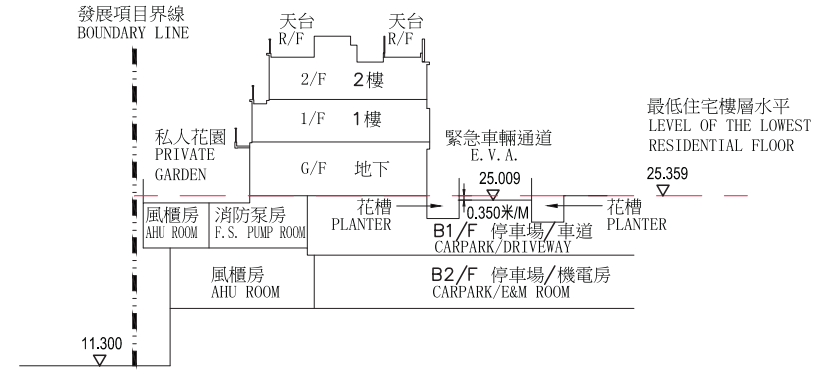 發展項目界線
BOUNDARY LINE
天台
R/F
天台
R/F
2/F 2樓
1/F 1樓
G/F 地下
私人花園
PRIVATE
GARDEN
緊急車輛通道
E.V.A.
25.009
最低住宅樓層水平
LEVEL OF THE LOWEST
RESIDENTIAL FLOOR
25.359
風櫃房
AHU ROOM
消防泵房
F.S. PUMP ROOM
花槽
PLANTER
0.350米/M
花槽
PLANTER
B1/F 停車場/車道
CARPARK/DRIVEWAY
風櫃房
AHU ROOM
B2/F 停車場/機電房
CARPARK/E&M ROOM
11.300